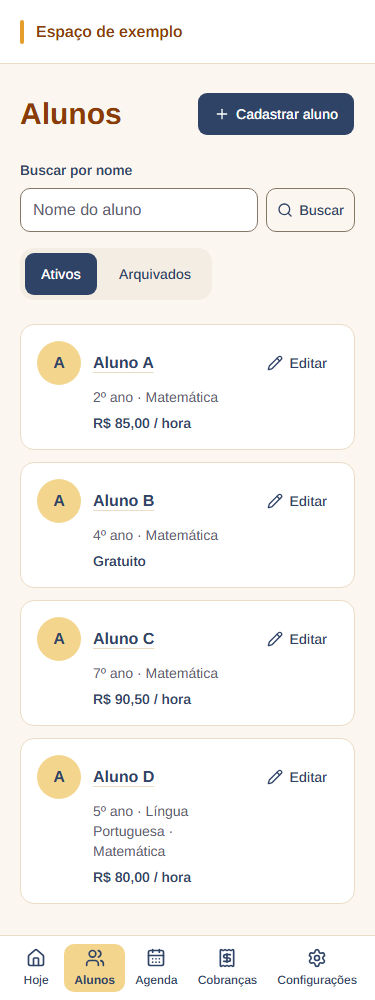 Espaço de exemplo
Alunos
Cadastrar aluno
Buscar por nome
Nome do aluno
Buscar
Ativos
Arquivados
A
Aluno A
Editar
2º ano · Matemática
R$ 85,00 / hora
A
Aluno B
Editar
4º ano · Matemática
Gratuito
A
Aluno C
Editar
7º ano · Matemática
R$ 90,50 / hora
A
Aluno D
Editar
5º ano · Língua
Portuguesa ·
Matemática
R$ 80,00 / hora
Hoje
Alunos
Agenda
Cobranças
Configurações